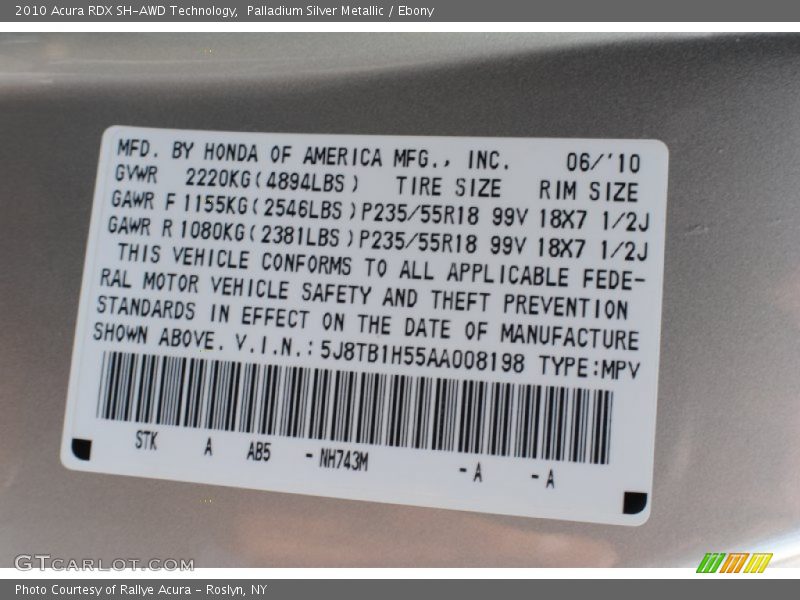 2010 Acura RDX SH-AWD Technology,  Palladium Silver Metallic / Ebony
MFD. BY HONDA OF AMERICA MFG., INC. 06/'10
GVWR 2220KG(4894LBS) TIRE SIZE RIM SIZE
GAWR F 1155KG(2546LBS)P235/55R18 99V 18X7 1/2J
GAWR R 1080KG(2381LBS)P235/55R18 99V 18X7 1/2J
THIS VEHICLE CONFORMS TO ALL APPLICABLE FEDE-
RAL MOTOR VEHICLE SAFETY AND THEFT PREVENTION
STANDARDS IN EFFECT ON THE DATE OF MANUFACTURE
SHOWN ABOVE. V.I.N.: 5J8TB1H55AA008198 TYPE:MPV
STK A AB5 - NH743M - A - A
GTcarlot.com
Photo Courtesy of Rallye Acura - Roslyn, NY